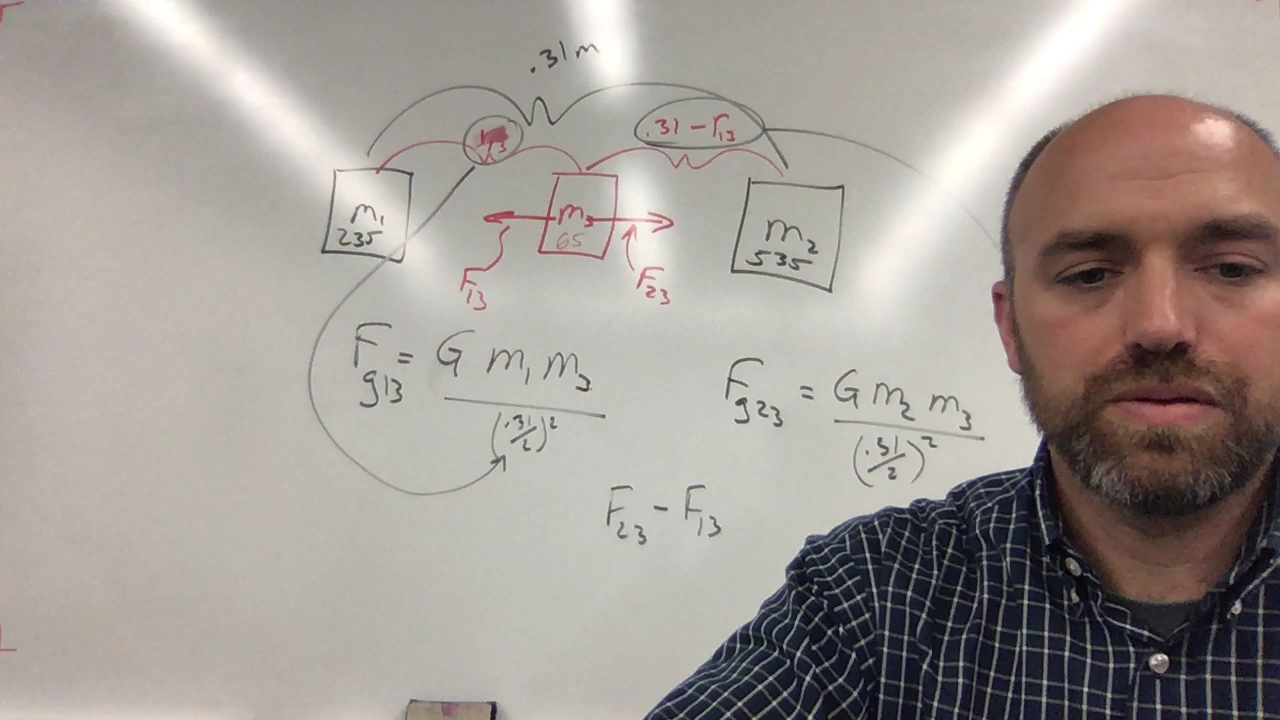 .31m
r13
.31 - r13
m1
235
m3
65
m2
535
F13
F23
Fg13 = G m1 m3
(.31/2)²
Fg23 = G m2 m3
(.31/2)²
F23 - F13